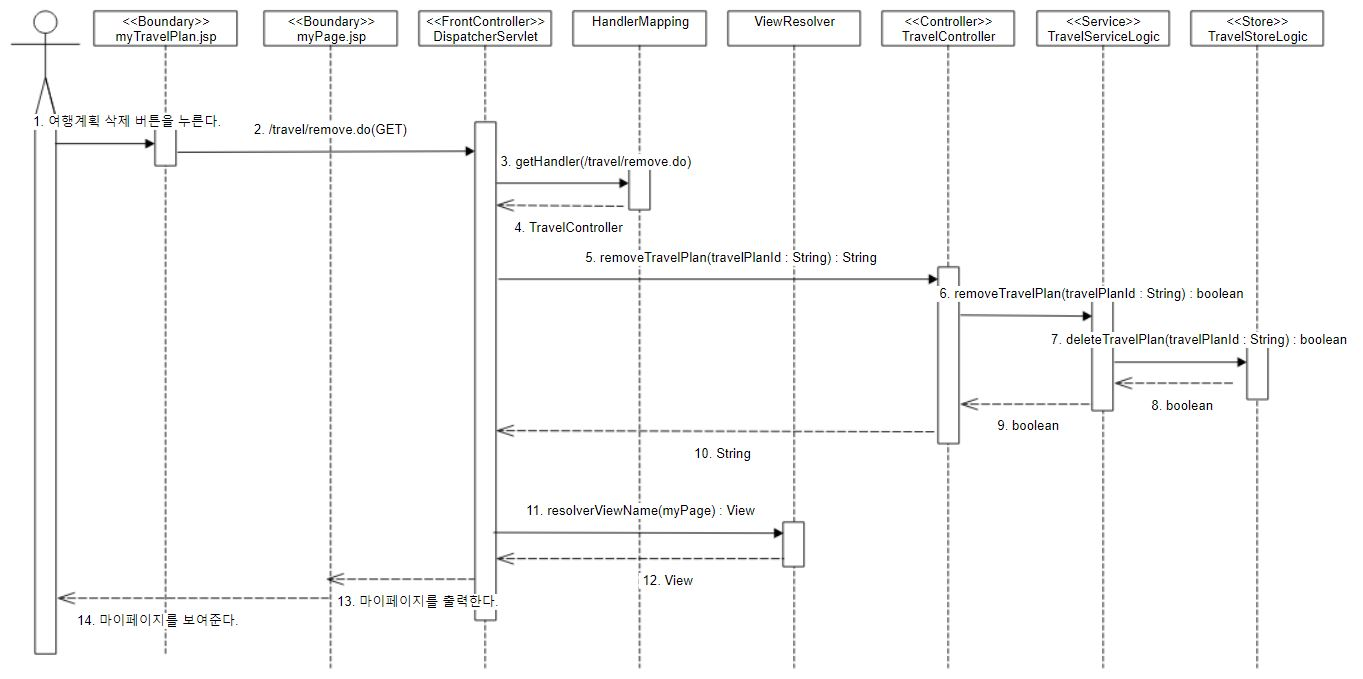 <<Boundary>>
myTravelPlan.jsp
<<Boundary>>
myPage.jsp
<<FrontController>>
DispatcherServlet
HandlerMapping
ViewResolver
<<Controller>>
TravelController
<<Service>>
TravelServiceLogic
<<Store>>
TravelStoreLogic
1. 여행계획 삭제 버튼을 누른다.
2. /travel/remove.do(GET)
3. getHandler(/travel/remove.do)
4. TravelController
5. removeTravelPlan(travelPlanId : String) : String
6. removeTravelPlan(travelPlanId : String) : boolean
7. deleteTravelPlan(travelPlanId : String) : boolean
8. boolean
9. boolean
10. String
11. resolverViewName(myPage) : View
12. View
13. 마이페이지를 출력한다.
14. 마이페이지를 보여준다.